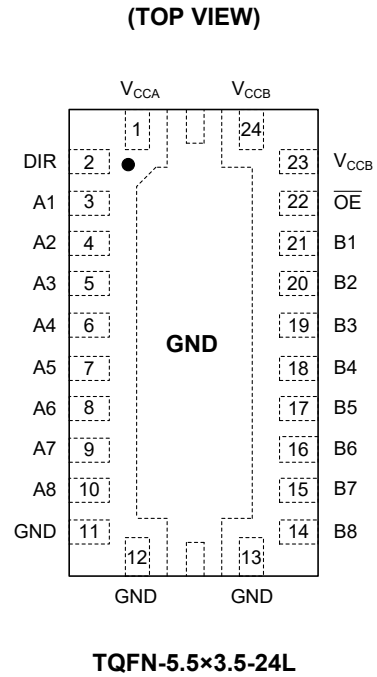 (TOP VIEW)
VCCA VCCB
1 24
DIR 2 23 VCCB
A1 3 22 OE
A2 4 21 B1
A3 5 20 B2
A4 6 19 B3
GND
A5 7 18 B4
A6 8 17 B5
A7 9 16 B6
A8 10 15 B7
GND 11 14 B8
12 13
GND GND
TQFN-5.5×3.5-24L